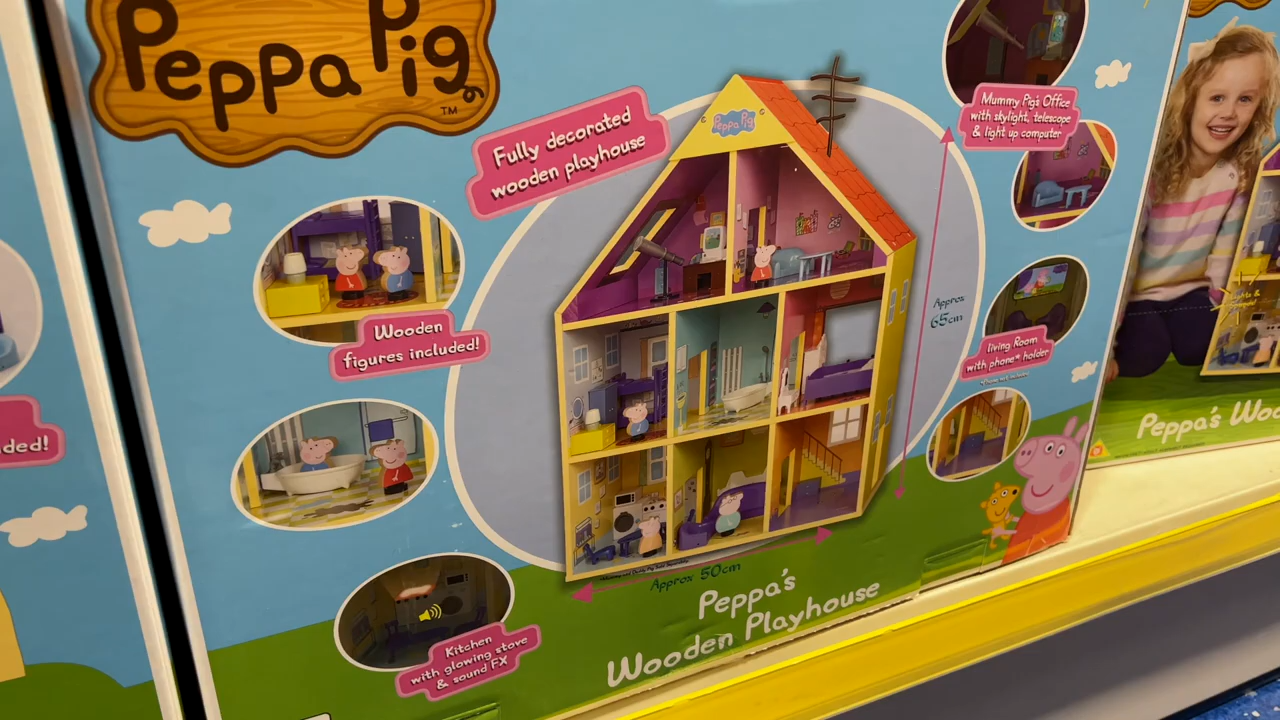 Peppa Pig
TM
Fully decorated
wooden playhouse
Peppa Pig
Mummy Pig's Office
with skylight, telescope
& light up computer
Wooden
figures included!
Approx
65cm
living Room
with phone* holder
Approx 50cm
Kitchen
with glowing stove
& sound FX
Peppa's
Wooden Playhouse
ded!
Peppa's Woo